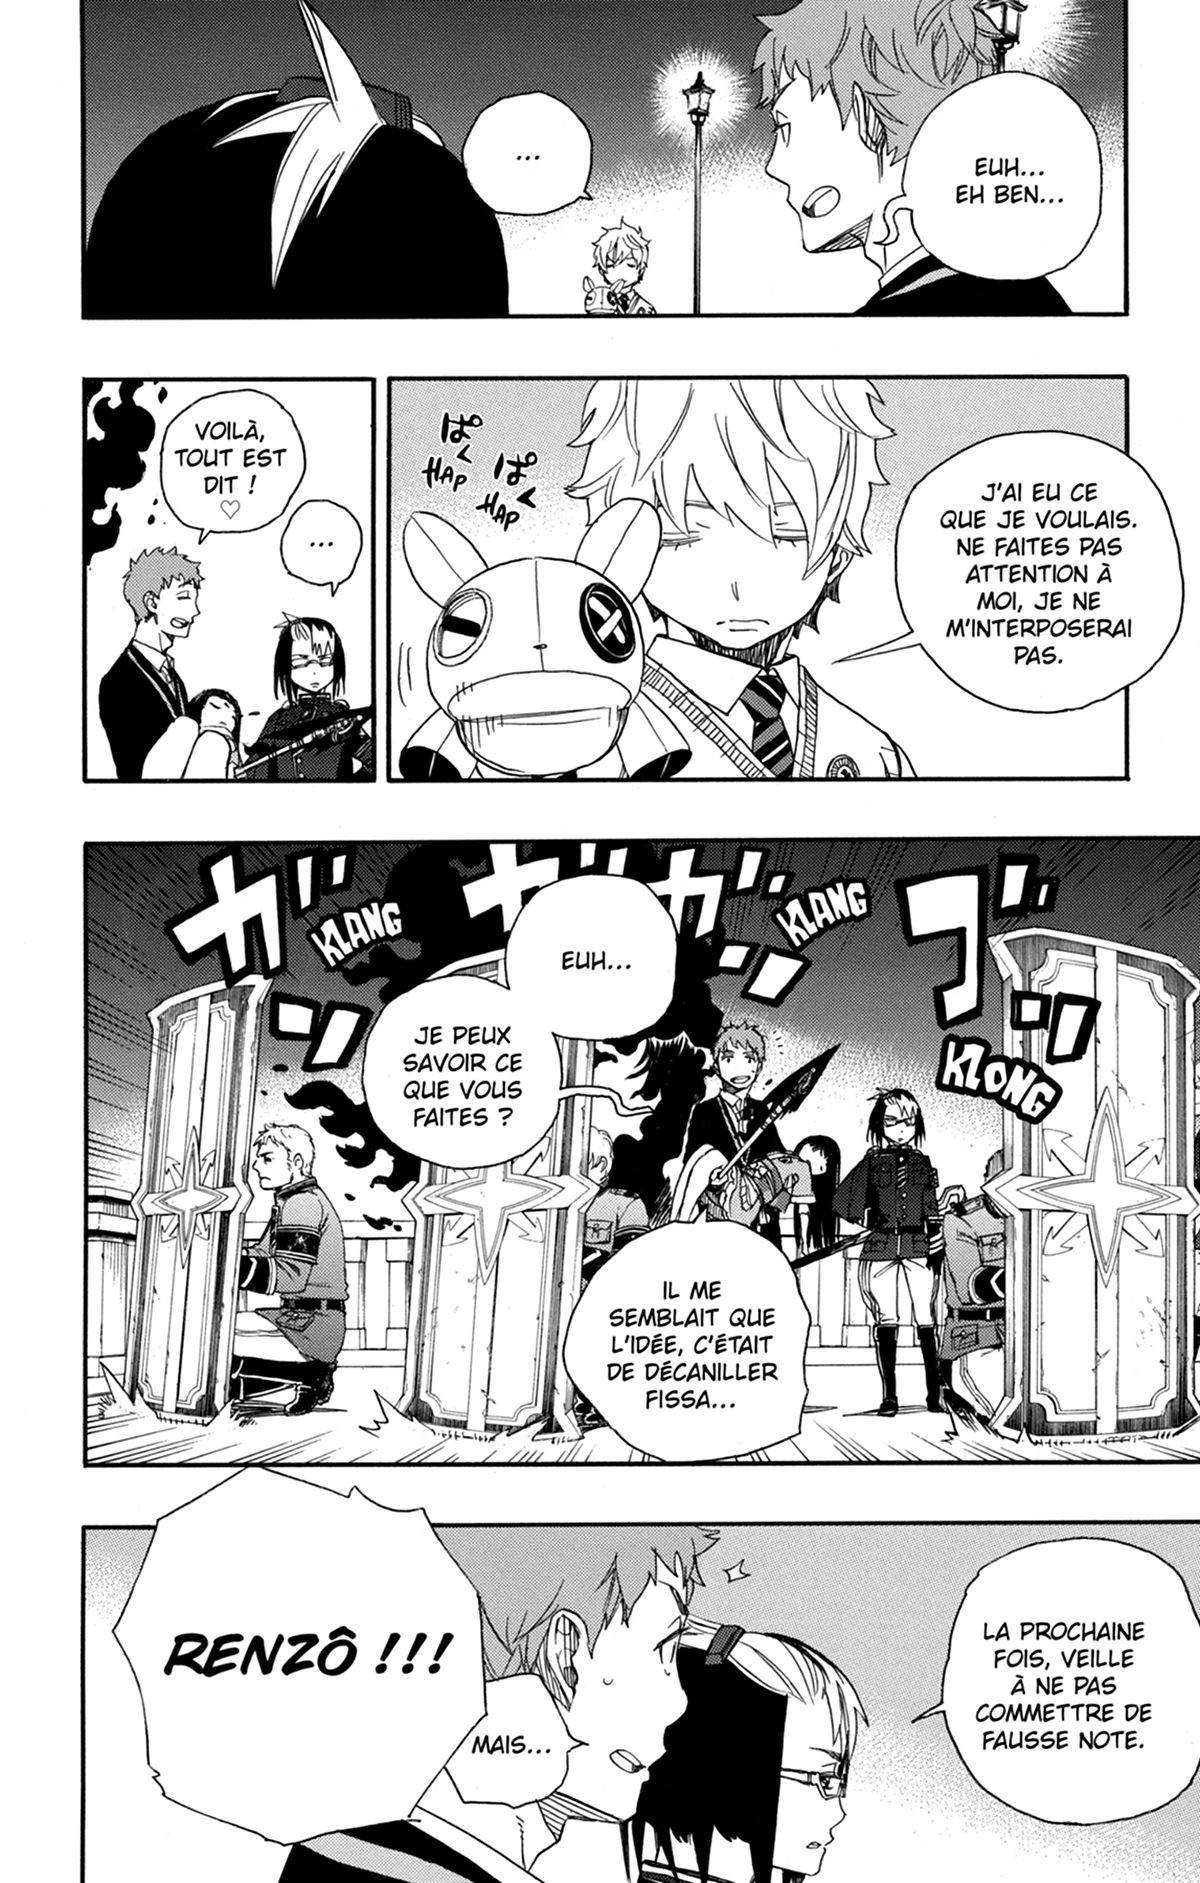 EUH...
EH BEN...
...
J'AI EU CE
QUE JE VOULAIS.
NE FAITES PAS
ATTENTION À
MOI, JE NE
M'INTERPOSERAI
PAS.
ぱく
HAP
ぱく
HAP
VOILÀ,
TOUT EST
DIT !
♡
...
ガン
KLANG
ガガ
KLANG
ゴン
KLONG
EUH...
JE PEUX
SAVOIR CE
QUE VOUS
FAITES ?
IL ME
SEMBLAIT QUE
L'IDÉE, C'ÉTAIT
DE DÉCANILLER
FISSA...
LA PROCHAINE
FOIS, VEILLE
À NE PAS
COMMETTRE DE
FAUSSE NOTE.
MAIS...
RENZÔ !!!